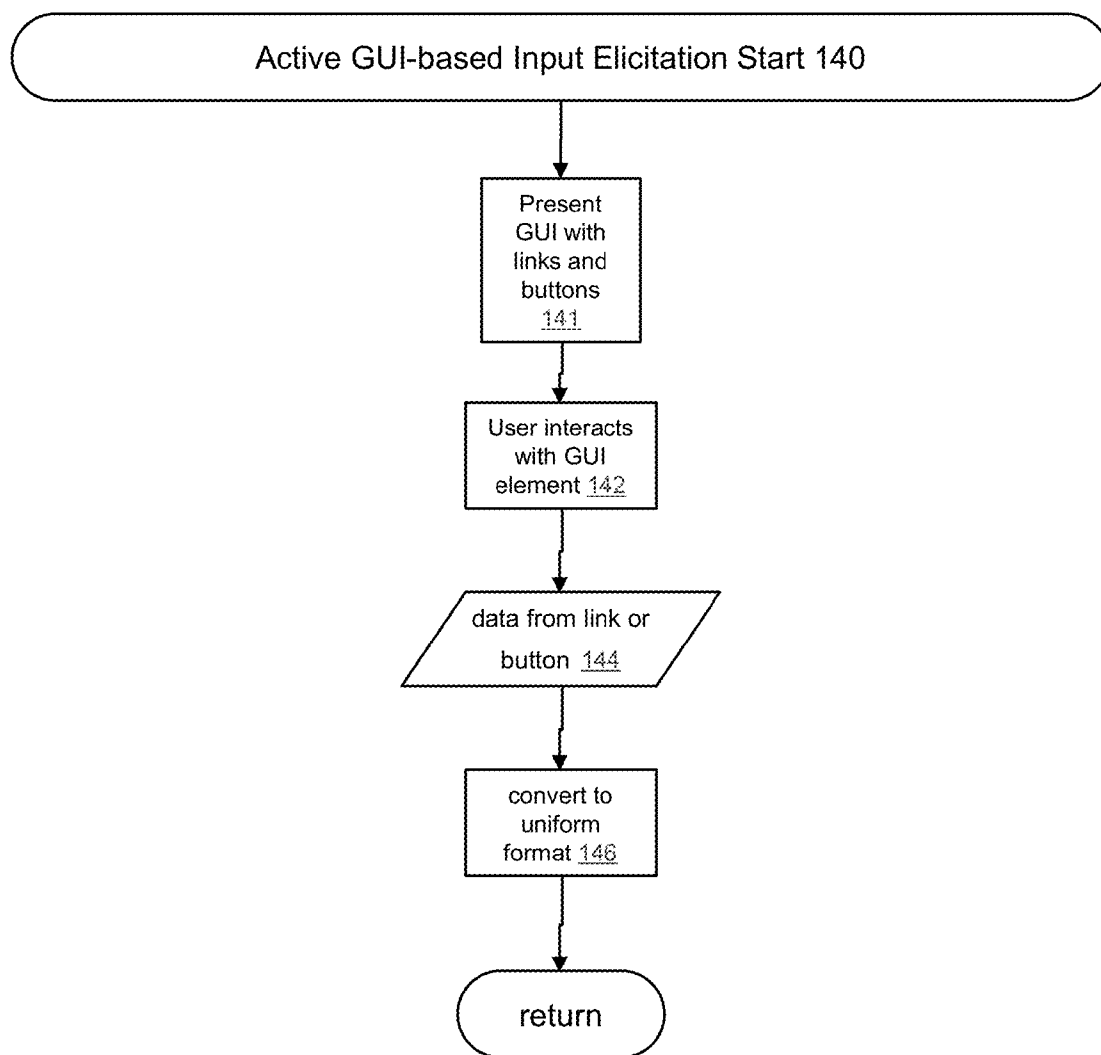 Active GUI-based Input Elicitation Start 140
Present
GUI with
links and
buttons
141
User interacts
with GUI
element 142
data from link or
button 144
convert to
uniform
format 146
return